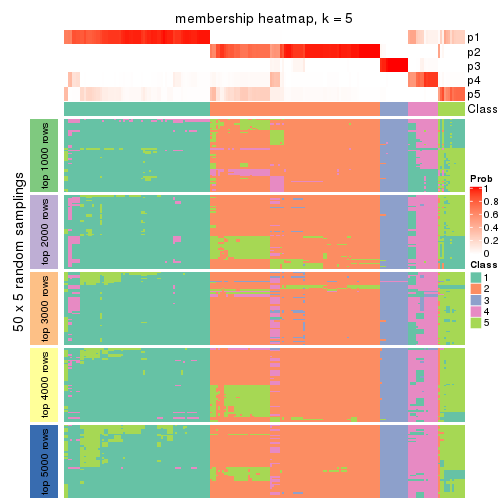 membership heatmap, k = 5
p1
p2
p3
p4
p5
Class
50 x 5 random samplings
top 1000 rows
top 2000 rows
top 3000 rows
top 4000 rows
top 5000 rows
Prob
1
0.8
0.6
0.4
0.2
0
Class
1
2
3
4
5